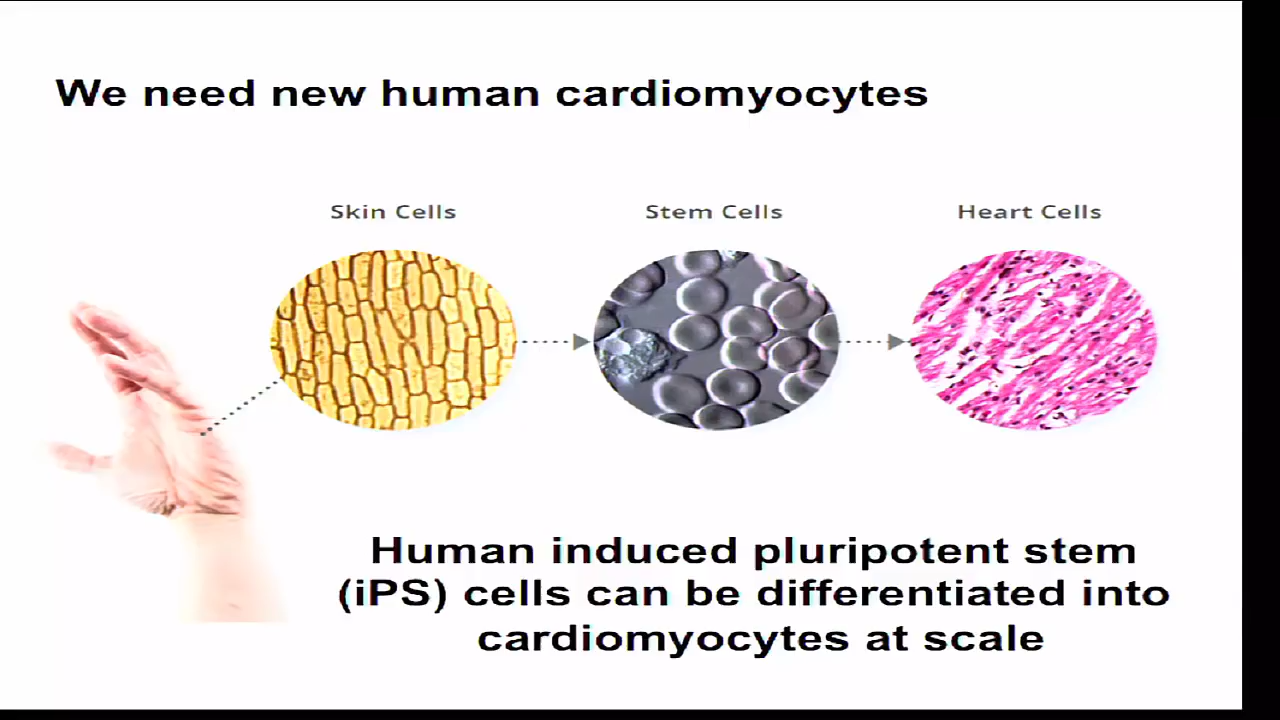 We need new human cardiomyocytes
Skin Cells
Stem Cells
Heart Cells
Human induced pluripotent stem
(iPS) cells can be differentiated into
cardiomyocytes at scale